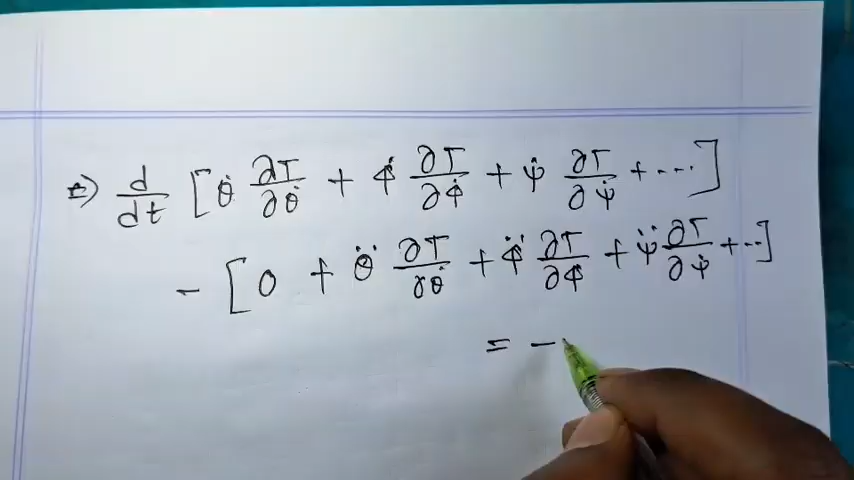 ⇒) d/dt [θ̇ ∂T/∂θ̇ + φ̇ ∂T/∂φ̇ + ψ̇ ∂T/∂ψ̇ + ---]
- [0 + θ̈ ∂T/∂θ̇ + φ̈ ∂T/∂φ̇ + ψ̈ ∂T/∂ψ̇ + --]
= -